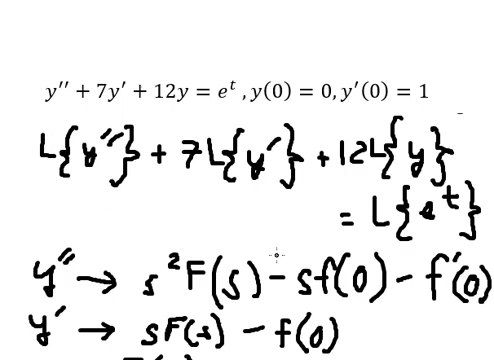 y'' + 7y' + 12y = e^t , y(0) = 0, y'(0) = 1
L{y''} + 7L{y'} + 12L{y}
= L{e^t}
y'' → s²F(s) - sf(0) - f'(0)
y' → sF(s) - f(0)